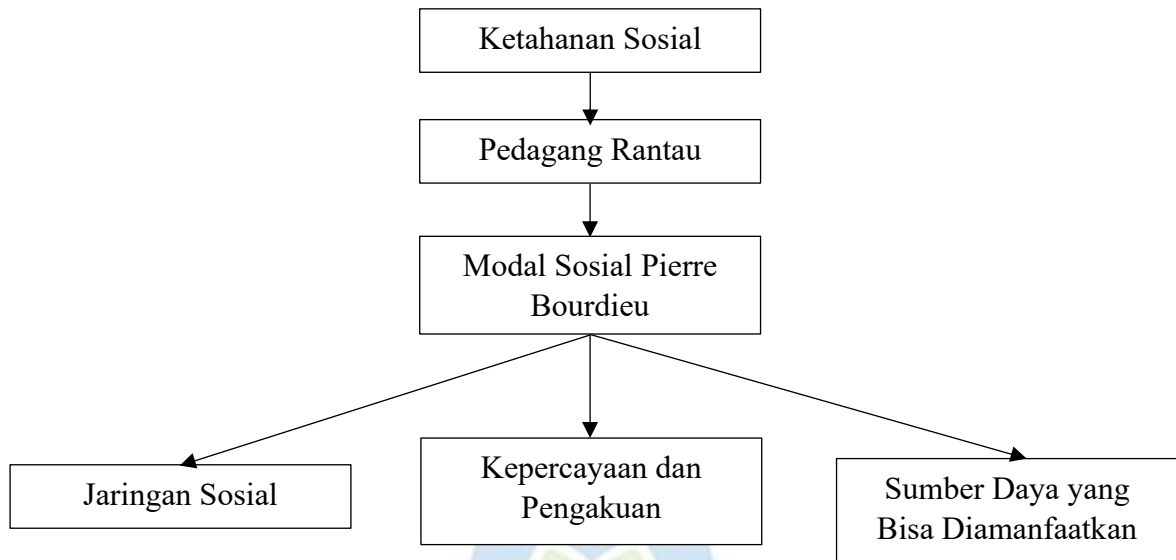 Ketahanan Sosial
Pedagang Rantau
Modal Sosial Pierre
Bourdieu
Jaringan Sosial
Kepercayaan dan
Pengakuan
Sumber Daya yang
Bisa Diamanfaatkan